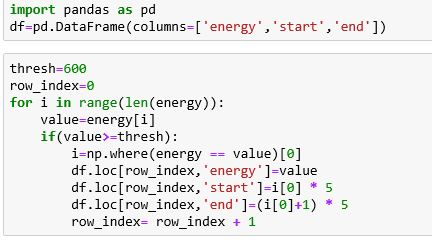 import pandas as pd
df=pd.DataFrame(columns=['energy','start','end'])
thresh=600
row_index=0
for i in range(len(energy)):
    value=energy[i]
    if(value>=thresh):
        i=np.where(energy == value)[0]
        df.loc[row_index,'energy']=value
        df.loc[row_index,'start']=i[0] * 5
        df.loc[row_index,'end']=(i[0]+1) * 5
        row_index= row_index + 1